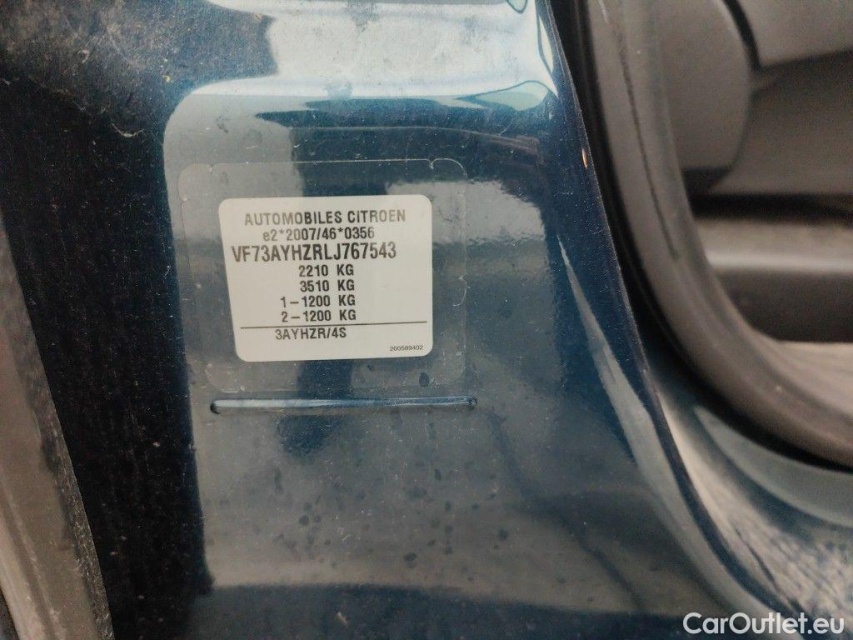 AUTOMOBILES CITROEN
e2*2007/46*0356
VF73AYHZRLJ767543
2210 KG
3510 KG
1-1200 KG
2-1200 KG
3AYHZR/4S
CarOutlet.eu